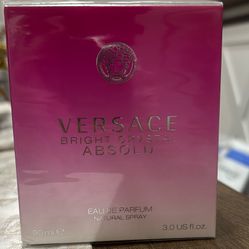 VERSACE
BRIGHT CRYSTAL
ABSOLU
EAU DE PARFUM
NATURAL SPRAY
90 ml e 3.0 US fl.oz.